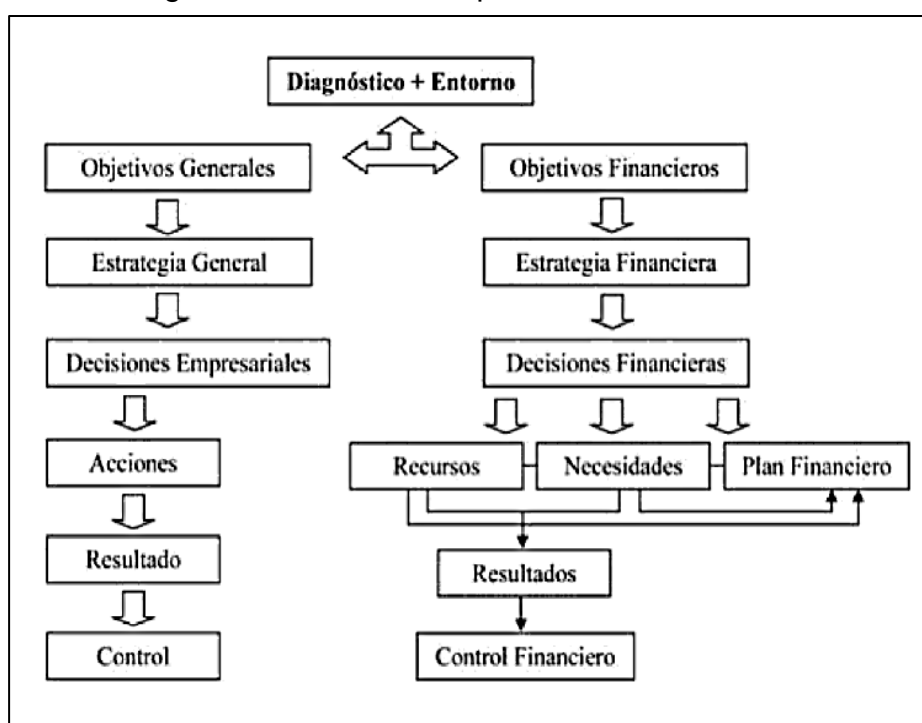 Diagnóstico + Entorno
Objetivos Generales
Objetivos Financieros
Estrategia General
Estrategia Financiera
Decisiones Empresariales
Decisiones Financieras
Acciones
Recursos
Necesidades
Plan Financiero
Resultado
Resultados
Control
Control Financiero